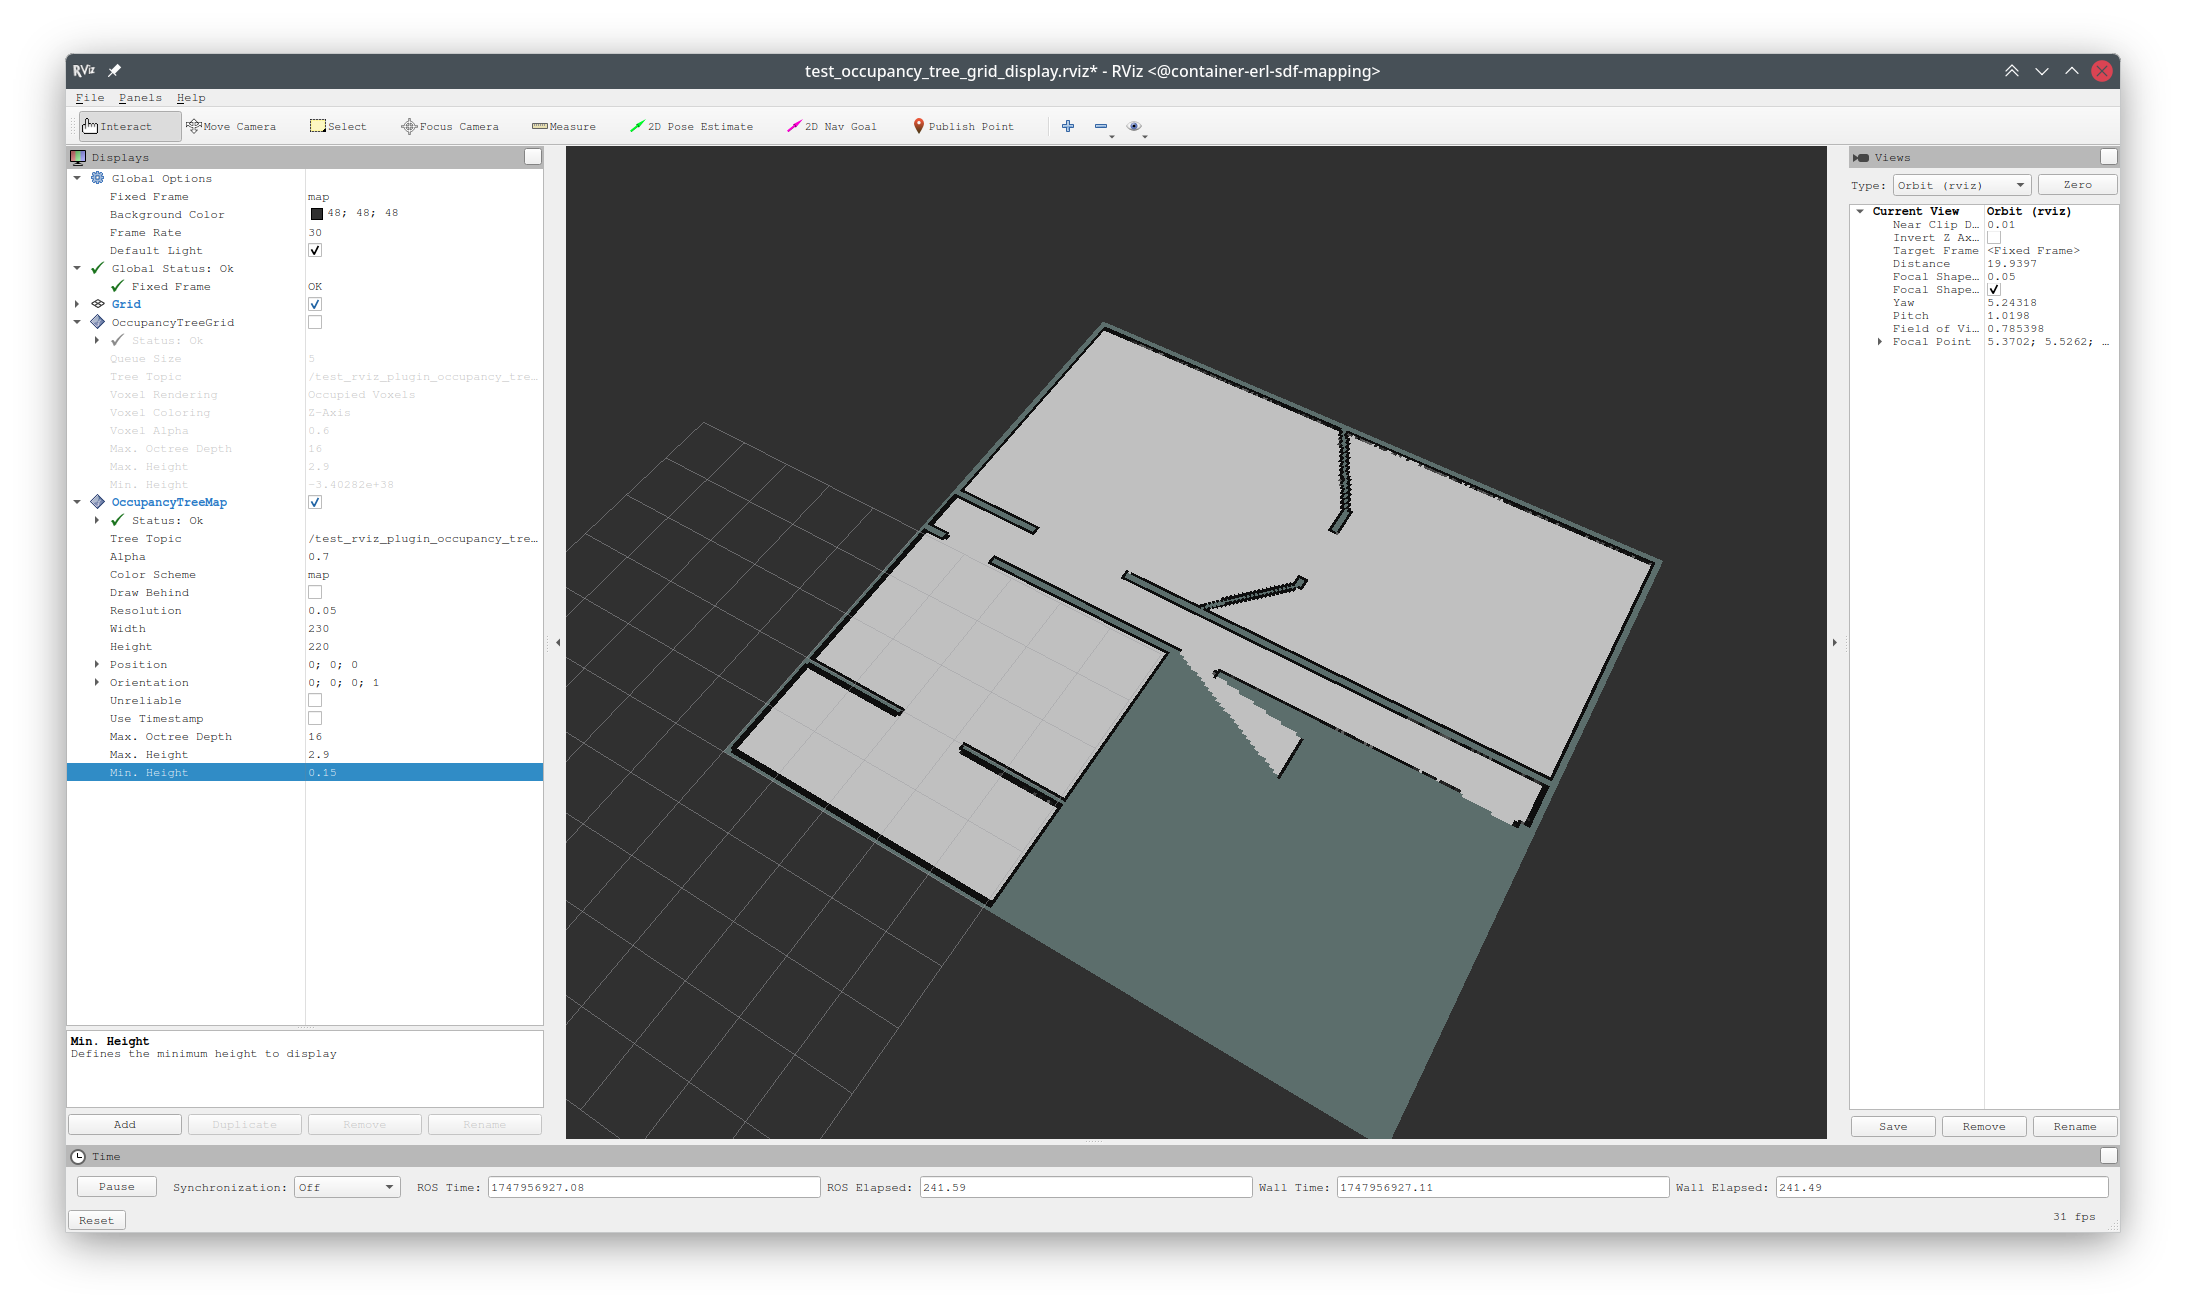 RViz test_occupancy_tree_grid_display.rviz* - RViz <@container-erl-sdf-mapping>
File Panels Help
Interact Move Camera Select Focus Camera Measure 2D Pose Estimate 2D Nav Goal Publish Point
Displays
Global Options
Fixed Frame map
Background Color 48; 48; 48
Frame Rate 30
Default Light
Global Status: Ok
Fixed Frame OK
Grid
OccupancyTreeGrid
Status: Ok
Queue Size 5
Tree Topic /test_rviz_plugin_occupancy_tre…
Voxel Rendering Occupied Voxels
Voxel Coloring Z-Axis
Voxel Alpha 0.6
Max. Octree Depth 16
Max. Height 2.9
Min. Height -3.40282e+38
OccupancyTreeMap
Status: Ok
Tree Topic /test_rviz_plugin_occupancy_tre…
Alpha 0.7
Color Scheme map
Draw Behind
Resolution 0.05
Width 230
Height 220
Position 0; 0; 0
Orientation 0; 0; 0; 1
Unreliable
Use Timestamp
Max. Octree Depth 16
Max. Height 2.9
Min. Height 0.15
Min. Height
Defines the minimum height to display
Add Duplicate Remove Rename
Views
Type: Orbit (rviz) Zero
Current View Orbit (rviz)
Near Clip D… 0.01
Invert Z Ax…
Target Frame <Fixed Frame>
Distance 19.9397
Focal Shape… 0.05
Focal Shape…
Yaw 5.24318
Pitch 1.0198
Field of Vi… 0.785398
Focal Point 5.3702; 5.5262; …
Save Remove Rename
Time
Pause Synchronization: Off ROS Time: 1747956927.08 ROS Elapsed: 241.59 Wall Time: 1747956927.11 Wall Elapsed: 241.49
Reset 31 fps